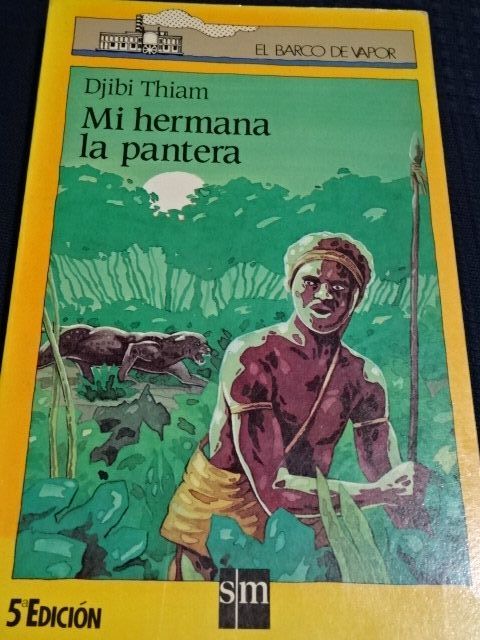 EL BARCO DE VAPOR
Djibi Thiam
Mi hermana
la pantera
sm
5ª EDICIÓN